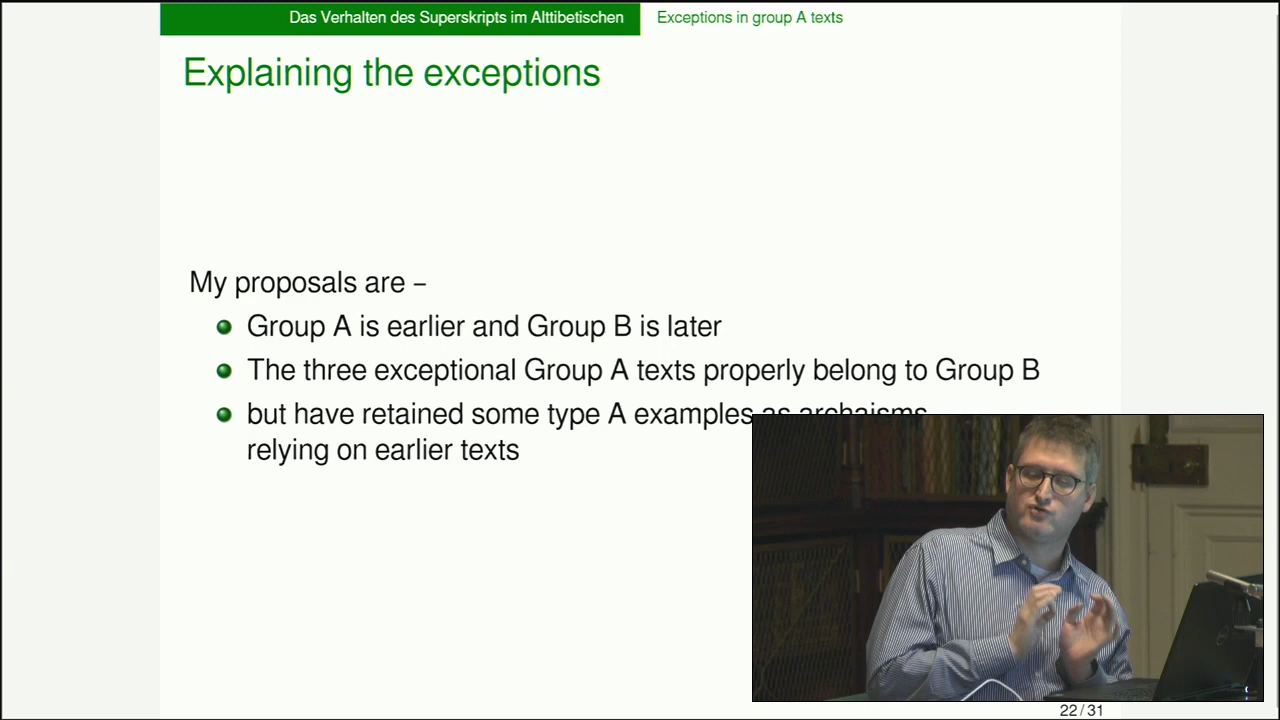 Das Verhalten des Superskripts im Alttibetischen
Exceptions in group A texts
Explaining the exceptions
My proposals are –
Group A is earlier and Group B is later
The three exceptional Group A texts properly belong to Group B
but have retained some type A examples as archaisms
relying on earlier texts
22/31